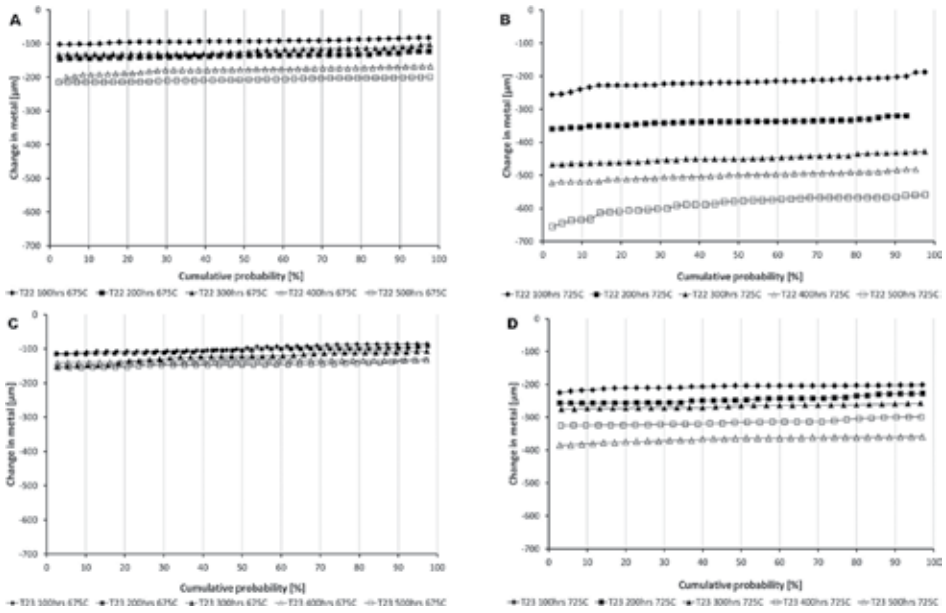 A
0
-100
-200
-300
-400
-500
-600
-700
Change in metal [µm]
0 10 20 30 40 50 60 70 80 90 100
Cumulative probability [%]
T22 100hrs 675C T22 200hrs 675C T22 300hrs 675C T22 400hrs 675C T22 500hrs 675C
B
0
-100
-200
-300
-400
-500
-600
-700
Change in metal [µm]
0 10 20 30 40 50 60 70 80 90 100
Cumulative probability [%]
T22 100hrs 725C T22 200hrs 725C T22 300hrs 725C T22 400hrs 725C T22 500hrs 725C
C
0
-100
-200
-300
-400
-500
-600
-700
Change in metal [µm]
0 10 20 30 40 50 60 70 80 90 100
Cumulative probability [%]
T23 100hrs 675C T23 200hrs 675C T23 300hrs 675C T23 400hrs 675C T23 500hrs 675C
D
0
-100
-200
-300
-400
-500
-600
-700
Change in metal [µm]
0 10 20 30 40 50 60 70 80 90 100
Cumulative probability [%]
T23 100hrs 725C T23 200hrs 725C T23 300hrs 725C T23 400hrs 725C T23 500hrs 725C